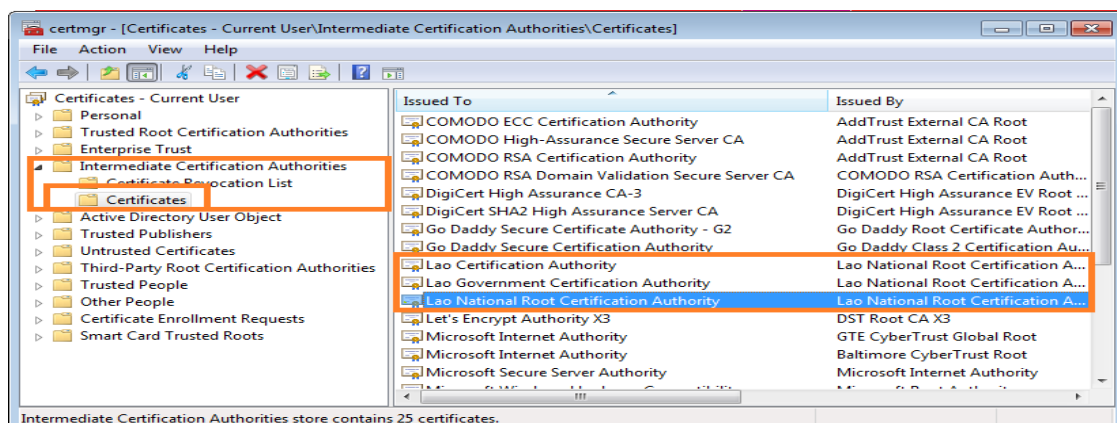 certmgr - [Certificates - Current User\Intermediate Certification Authorities\Certificates]
File Action View Help
Certificates - Current User
Personal
Trusted Root Certification Authorities
Enterprise Trust
Intermediate Certification Authorities
Certificate Revocation List
Certificates
Active Directory User Object
Trusted Publishers
Untrusted Certificates
Third-Party Root Certification Authorities
Trusted People
Other People
Certificate Enrollment Requests
Smart Card Trusted Roots
Issued To Issued By
COMODO ECC Certification Authority AddTrust External CA Root
COMODO High-Assurance Secure Server CA AddTrust External CA Root
COMODO RSA Certification Authority AddTrust External CA Root
COMODO RSA Domain Validation Secure Server CA COMODO RSA Certification Auth...
DigiCert High Assurance CA-3 DigiCert High Assurance EV Root ...
DigiCert SHA2 High Assurance Server CA DigiCert High Assurance EV Root ...
Go Daddy Secure Certificate Authority - G2 Go Daddy Root Certificate Author...
Go Daddy Secure Certification Authority Go Daddy Class 2 Certification Au...
Lao Certification Authority Lao National Root Certification A...
Lao Government Certification Authority Lao National Root Certification A...
Lao National Root Certification Authority Lao National Root Certification A...
Let's Encrypt Authority X3 DST Root CA X3
Microsoft Internet Authority GTE CyberTrust Global Root
Microsoft Internet Authority Baltimore CyberTrust Root
Microsoft Secure Server Authority Microsoft Internet Authority
Intermediate Certification Authorities store contains 25 certificates.